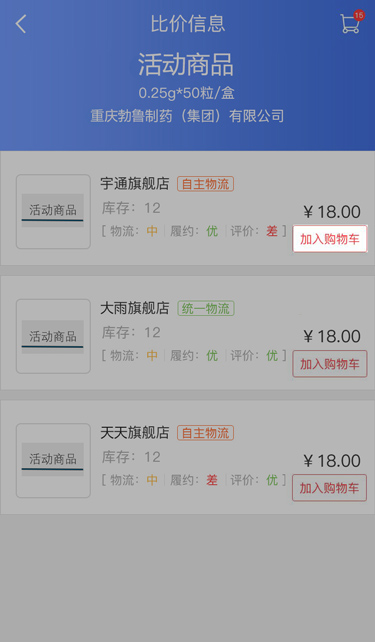 比价信息
15
活动商品
0.25g*50粒/盒
重庆勃鲁制药（集团）有限公司
活动商品
宇通旗舰店 自主物流
库存：12
¥18.00
[ 物流：中 履约：优 评价：差 ]
加入购物车
活动商品
大雨旗舰店 统一物流
库存：12
¥18.00
[ 物流：中 履约：优 评价：优 ]
加入购物车
活动商品
天天旗舰店 自主物流
库存：12
¥18.00
[ 物流：中 履约：差 评价：优 ]
加入购物车